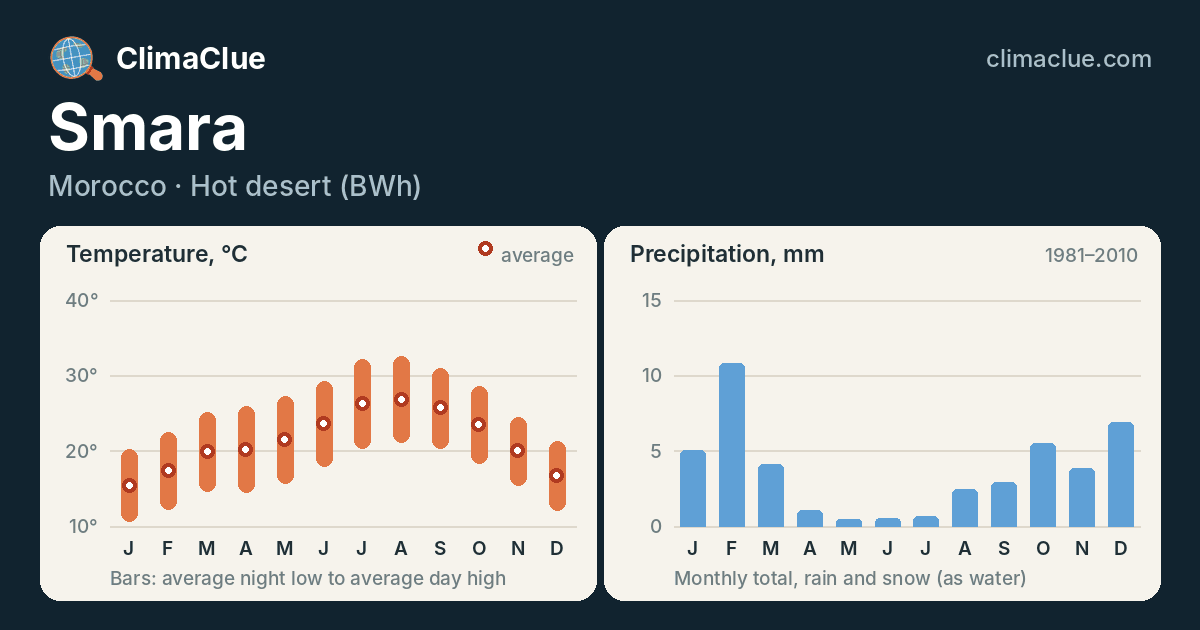 ClimaClue
climaclue.com
Smara
Morocco · Hot desert (BWh)
Temperature, °C
average
40°
30°
20°
10°
J F M A M J J A S O N D
Bars: average night low to average day high
Precipitation, mm
1981–2010
15
10
5
0
J F M A M J J A S O N D
Monthly total, rain and snow (as water)